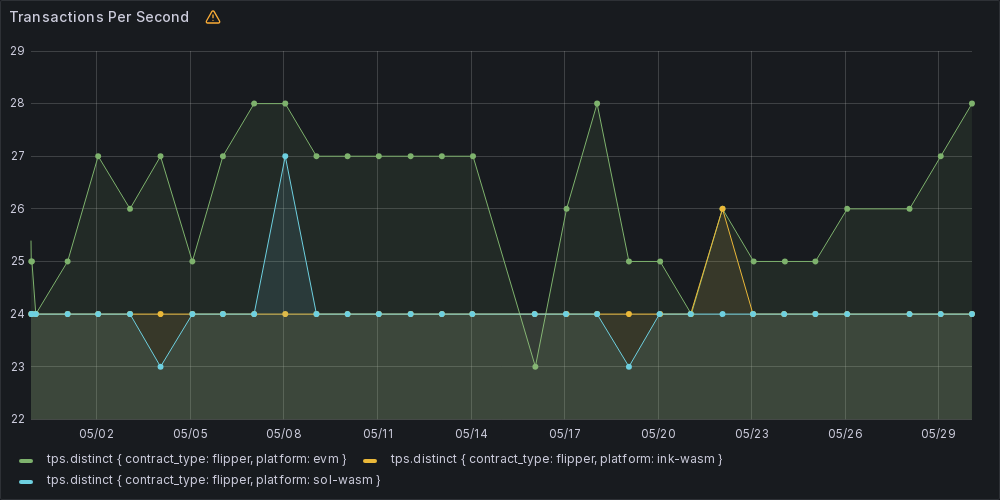 Transactions Per Second
29
28
27
26
25
24
23
22
05/02 05/05 05/08 05/11 05/14 05/17 05/20 05/23 05/26 05/29
tps.distinct { contract_type: flipper, platform: evm } tps.distinct { contract_type: flipper, platform: ink-wasm }
tps.distinct { contract_type: flipper, platform: sol-wasm }